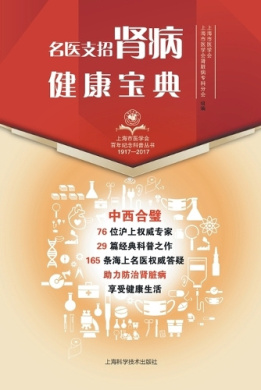 名医支招肾病
健康宝典
上海市医学会
上海市医学会肾脏病专科分会
组编
上海市医学会
百年纪念科普丛书
1917—2017
中西合璧
76 位沪上权威专家
29 篇经典科普之作
165 条海上名医权威答疑
助力防治肾脏病
享受健康生活
上海科学技术出版社